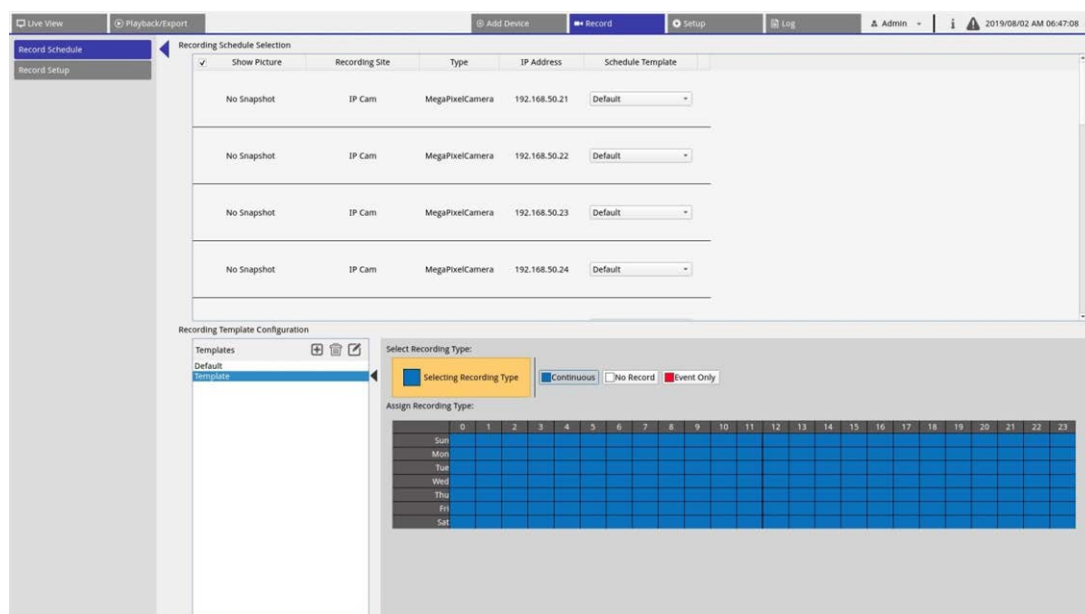 Live View Playback/Export Add Device Record Setup Log Admin i 2019/08/02 AM 06:47:08
Record Schedule
Record Setup
Recording Schedule Selection
Show Picture Recording Site Type IP Address Schedule Template
No Snapshot IP Cam MegaPixelCamera 192.168.50.21 Default
No Snapshot IP Cam MegaPixelCamera 192.168.50.22 Default
No Snapshot IP Cam MegaPixelCamera 192.168.50.23 Default
No Snapshot IP Cam MegaPixelCamera 192.168.50.24 Default
Recording Template Configuration
Templates
Default
Template
Select Recording Type:
Selecting Recording Type Continuous No Record Event Only
Assign Recording Type:
0 1 2 3 4 5 6 7 8 9 10 11 12 13 14 15 16 17 18 19 20 21 22 23
Sun
Mon
Tue
Wed
Thu
Fri
Sat